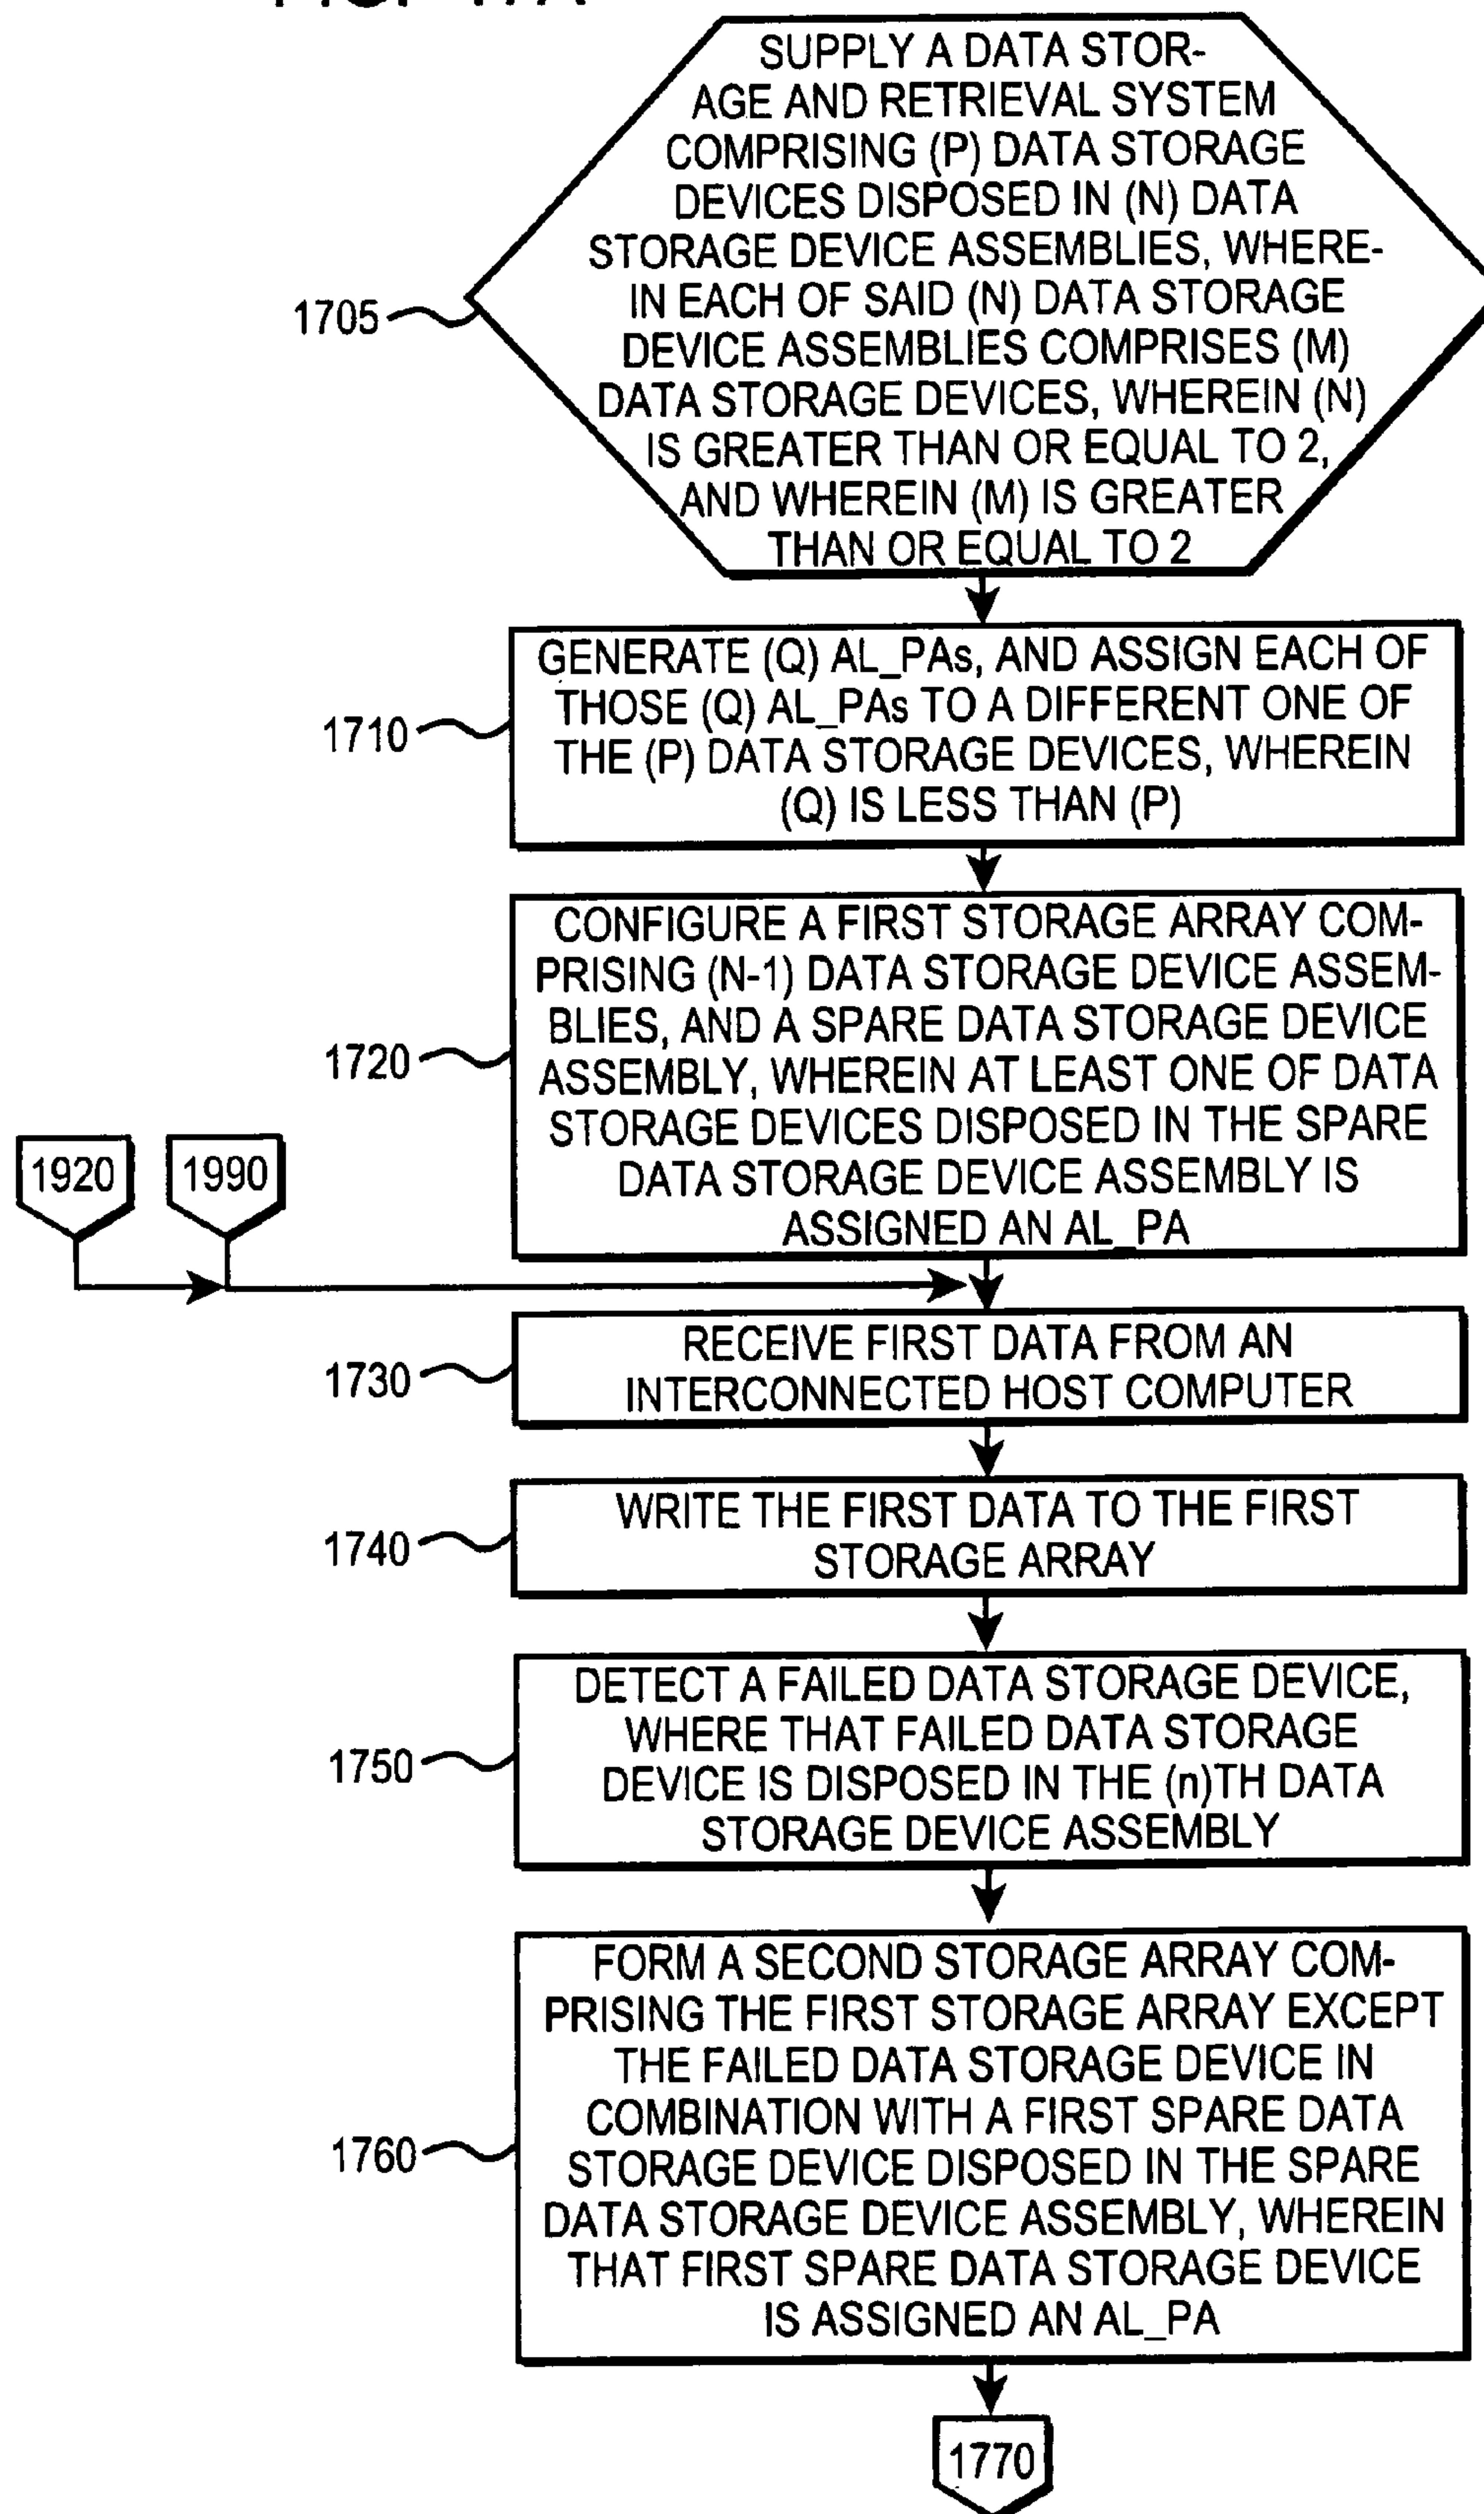 SUPPLY A DATA STOR-
AGE AND RETRIEVAL SYSTEM
COMPRISING (P) DATA STORAGE
DEVICES DISPOSED IN (N) DATA
STORAGE DEVICE ASSEMBLIES, WHERE-
IN EACH OF SAID (N) DATA STORAGE
DEVICE ASSEMBLIES COMPRISES (M)
DATA STORAGE DEVICES, WHEREIN (N)
IS GREATER THAN OR EQUAL TO 2,
AND WHEREIN (M) IS GREATER
THAN OR EQUAL TO 2
1705
GENERATE (Q) AL_PAs, AND ASSIGN EACH OF
THOSE (Q) AL_PAs TO A DIFFERENT ONE OF
THE (P) DATA STORAGE DEVICES, WHEREIN
(Q) IS LESS THAN (P)
1710
CONFIGURE A FIRST STORAGE ARRAY COM-
PRISING (N-1) DATA STORAGE DEVICE ASSEM-
BLIES, AND A SPARE DATA STORAGE DEVICE
ASSEMBLY, WHEREIN AT LEAST ONE OF DATA
STORAGE DEVICES DISPOSED IN THE SPARE
DATA STORAGE DEVICE ASSEMBLY IS
ASSIGNED AN AL_PA
1720
1920
1990
RECEIVE FIRST DATA FROM AN
INTERCONNECTED HOST COMPUTER
1730
WRITE THE FIRST DATA TO THE FIRST
STORAGE ARRAY
1740
DETECT A FAILED DATA STORAGE DEVICE,
WHERE THAT FAILED DATA STORAGE
DEVICE IS DISPOSED IN THE (n)TH DATA
STORAGE DEVICE ASSEMBLY
1750
FORM A SECOND STORAGE ARRAY COM-
PRISING THE FIRST STORAGE ARRAY EXCEPT
THE FAILED DATA STORAGE DEVICE IN
COMBINATION WITH A FIRST SPARE DATA
STORAGE DEVICE DISPOSED IN THE SPARE
DATA STORAGE DEVICE ASSEMBLY, WHEREIN
THAT FIRST SPARE DATA STORAGE DEVICE
IS ASSIGNED AN AL_PA
1760
1770